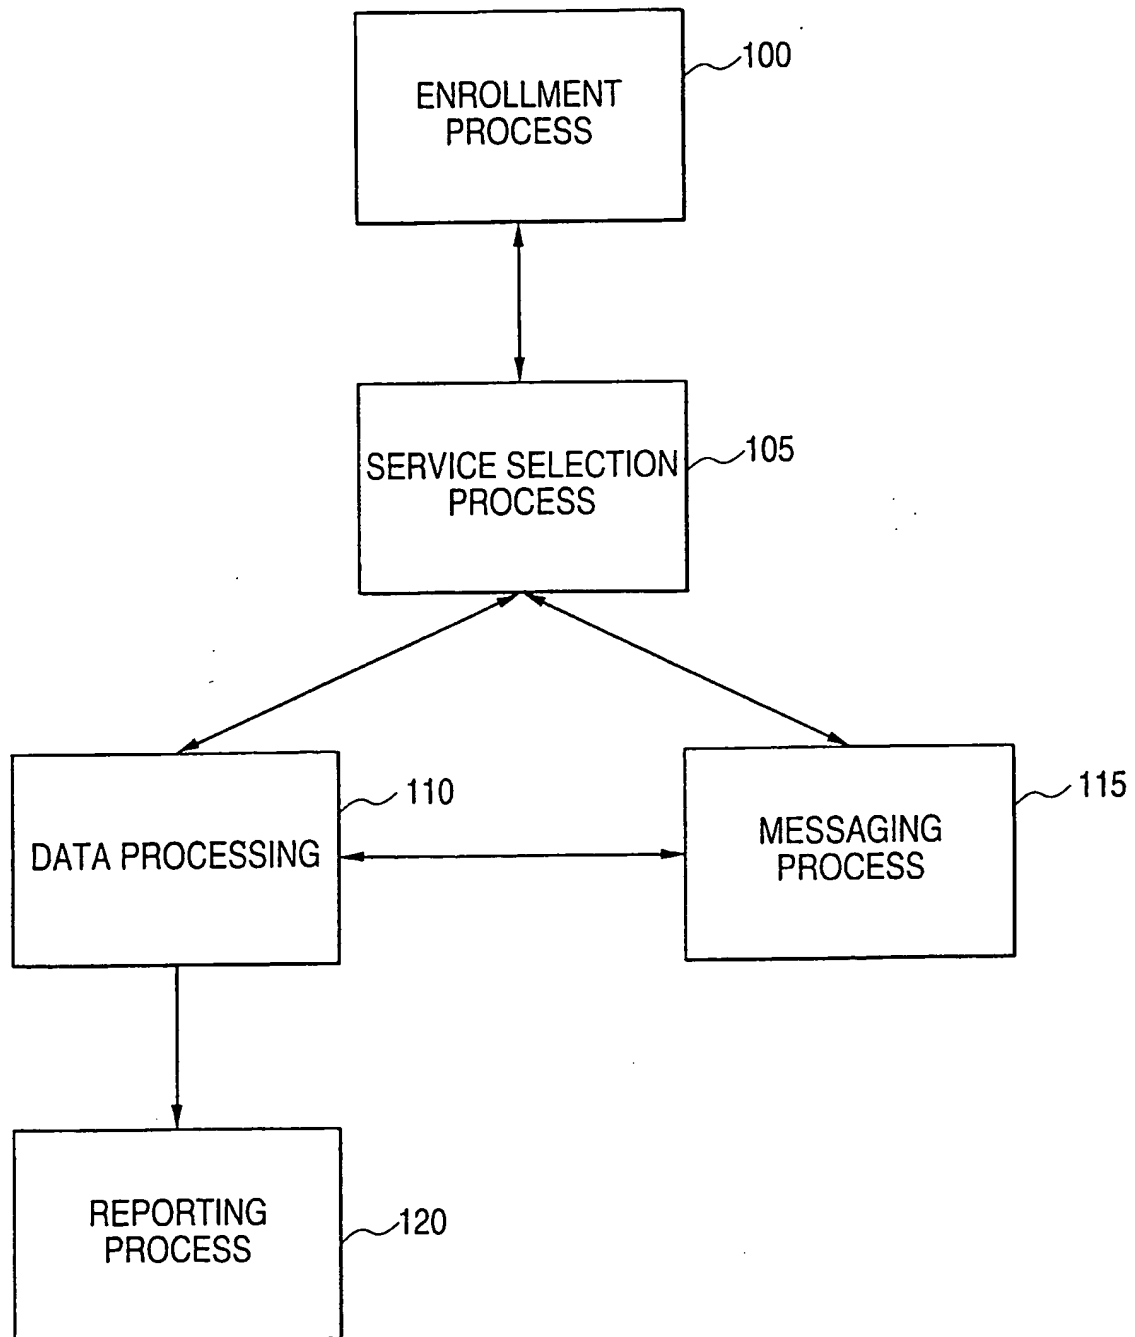 ENROLLMENT
PROCESS
100
SERVICE SELECTION
PROCESS
105
DATA PROCESSING
110
MESSAGING
PROCESS
115
REPORTING
PROCESS
120